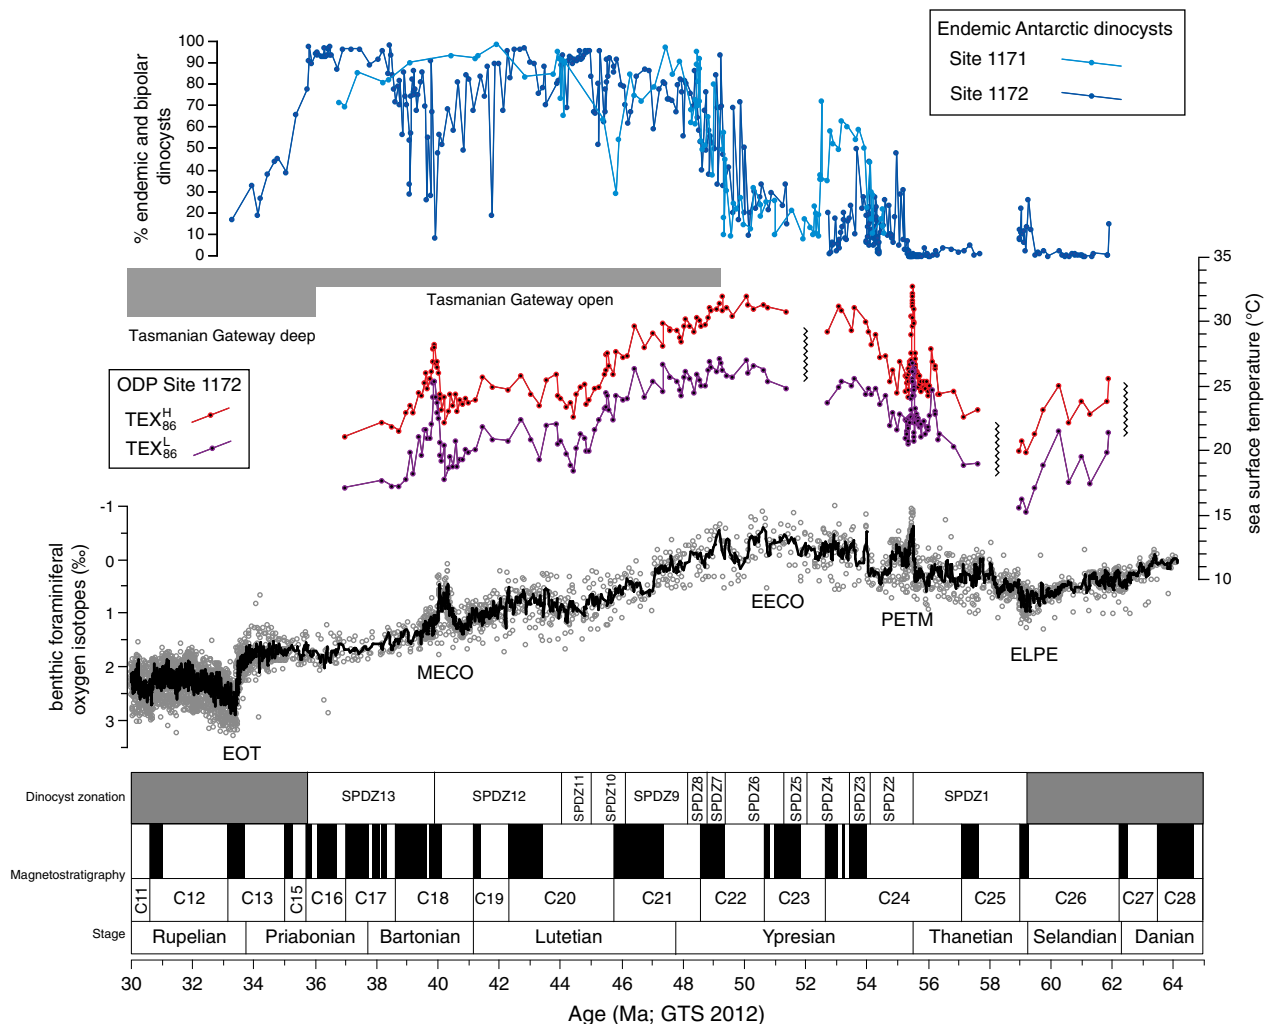 Endemic Antarctic dinocysts
Site 1171
Site 1172
% endemic and bipolar
dinocysts
100
90
80
70
60
50
40
30
20
10
0
Tasmanian Gateway open
Tasmanian Gateway deep
ODP Site 1172
TEX H 86
TEX L 86
35
30
25
20
15
10
sea surface temperature (°C)
benthic foraminiferal
oxygen isotopes (‰)
-1
0
1
2
3
EECO
PETM
ELPE
MECO
EOT
Dinocyst zonation
SPDZ13
SPDZ12
SPDZ11
SPDZ10
SPDZ9
SPDZ8
SPDZ7
SPDZ6
SPDZ5
SPDZ4
SPDZ3
SPDZ2
SPDZ1
Magnetostratigraphy
C11
C12
C13
C15
C16
C17
C18
C19
C20
C21
C22
C23
C24
C25
C26
C27
C28
Stage
Rupelian
Priabonian
Bartonian
Lutetian
Ypresian
Thanetian
Selandian
Danian
30 32 34 36 38 40 42 44 46 48 50 52 54 56 58 60 62 64
Age (Ma; GTS 2012)